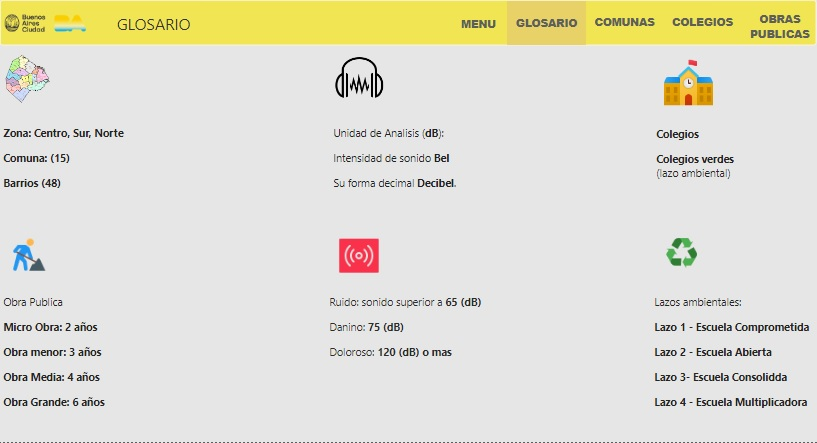 Buenos
Aires
Ciudad
BA
GLOSARIO
MENU
GLOSARIO
COMUNAS
COLEGIOS
OBRAS
PUBLICAS
Zona: Centro, Sur, Norte
Comuna: (15)
Barrios (48)
Unidad de Analisis (dB):
Intensidad de sonido Bel
Su forma decimal Decibel.
Colegios
Colegios verdes
(lazo ambiental)
Obra Publica
Micro Obra: 2 años
Obra menor: 3 años
Obra Media: 4 años
Obra Grande: 6 años
Ruido: sonido superior a 65 (dB)
Danino: 75 (dB)
Doloroso: 120 (dB) o mas
Lazos ambientales:
Lazo 1 - Escuela Comprometida
Lazo 2 - Escuela Abierta
Lazo 3- Escuela Consolidda
Lazo 4 - Escuela Multiplicadora